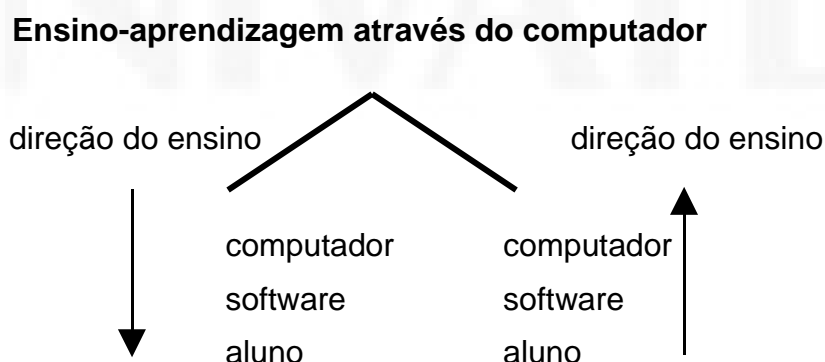 Ensino-aprendizagem através do computador
direção do ensino direção do ensino
computador computador
software software
aluno aluno